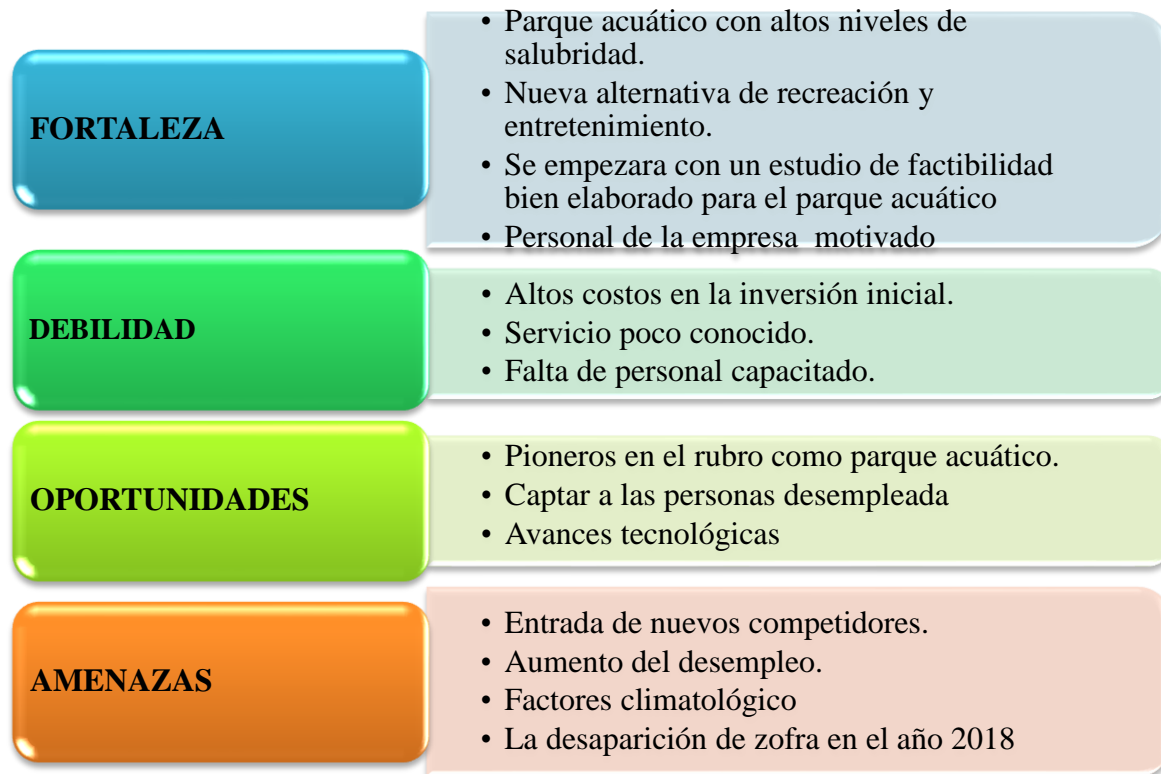 FORTALEZA
• Parque acuático con altos niveles de
salubridad.
• Nueva alternativa de recreación y
entretenimiento.
• Se empezara con un estudio de factibilidad
bien elaborado para el parque acuático
• Personal de la empresa motivado
DEBILIDAD
• Altos costos en la inversión inicial.
• Servicio poco conocido.
• Falta de personal capacitado.
OPORTUNIDADES
• Pioneros en el rubro como parque acuático.
• Captar a las personas desempleada
• Avances tecnológicas
AMENAZAS
• Entrada de nuevos competidores.
• Aumento del desempleo.
• Factores climatológico
• La desaparición de zofra en el año 2018